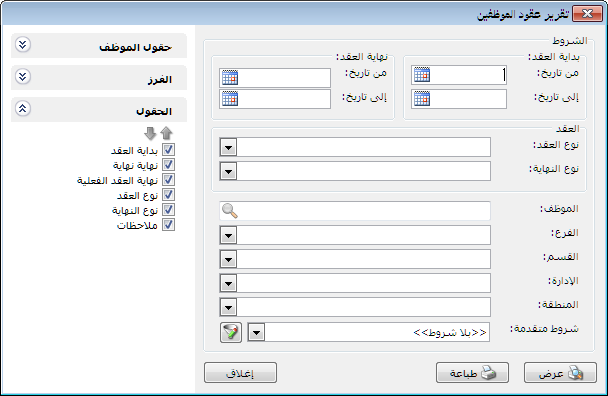 تقرير عقود الموظفين
الشروط
بداية العقد:
من تاريخ:
إلى تاريخ:
نهاية العقد:
من تاريخ:
إلى تاريخ:
العقد
نوع العقد:
نوع النهاية:
الموظف:
الفرع:
القسم:
الإدارة:
المنطقة:
شروط متقدمة:
<<بلا شروط>>
عرض
طباعة
إغلاق
حقول الموظف
الفرز
الحقول
بداية العقد
نهاية نهاية
نهاية العقد الفعلية
نوع العقد
نوع النهاية
ملاحظات